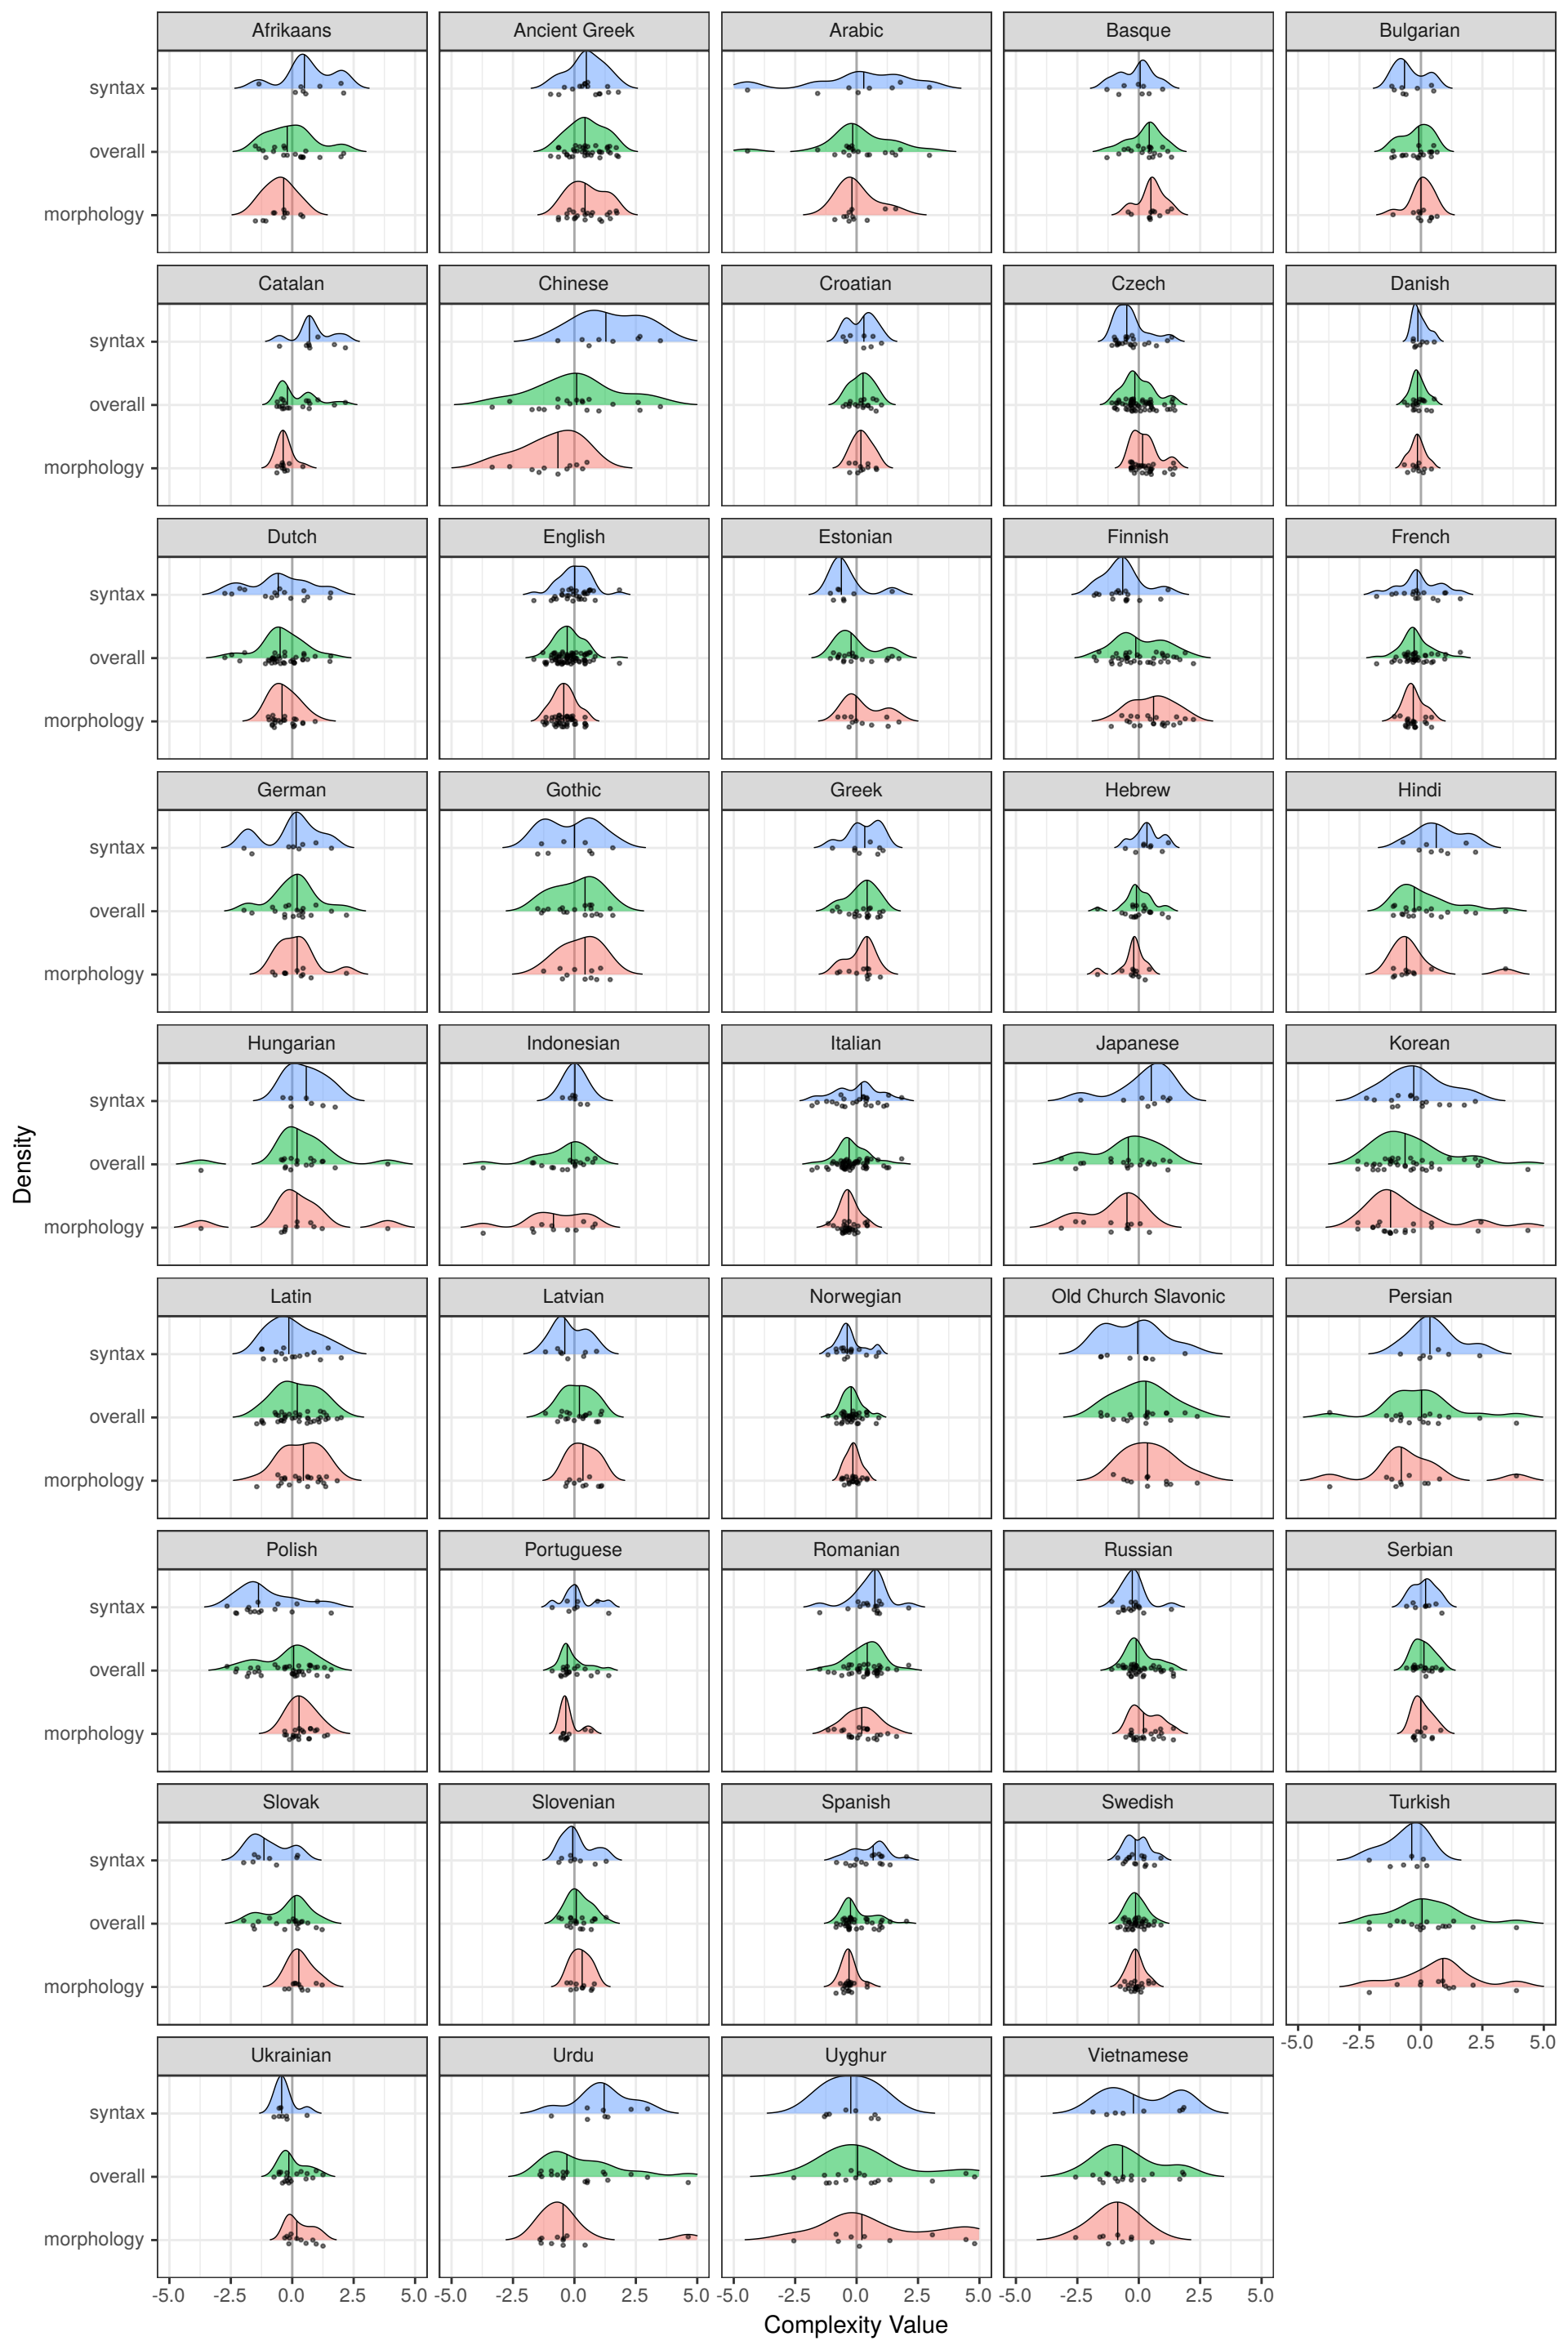 Afrikaans Ancient Greek Arabic Basque Bulgarian
syntax
overall
morphology
Catalan Chinese Croatian Czech Danish
syntax
overall
morphology
Dutch English Estonian Finnish French
syntax
overall
morphology
German Gothic Greek Hebrew Hindi
syntax
overall
morphology
Hungarian Indonesian Italian Japanese Korean
syntax
overall
morphology
Density
Latin Latvian Norwegian Old Church Slavonic Persian
syntax
overall
morphology
Polish Portuguese Romanian Russian Serbian
syntax
overall
morphology
Slovak Slovenian Spanish Swedish Turkish
syntax
overall
morphology
-5.0 -2.5 0.0 2.5 5.0
Ukrainian Urdu Uyghur Vietnamese
syntax
overall
morphology
-5.0 -2.5 0.0 2.5 5.0 -5.0 -2.5 0.0 2.5 5.0 -5.0 -2.5 0.0 2.5 5.0 -5.0 -2.5 0.0 2.5 5.0
Complexity Value